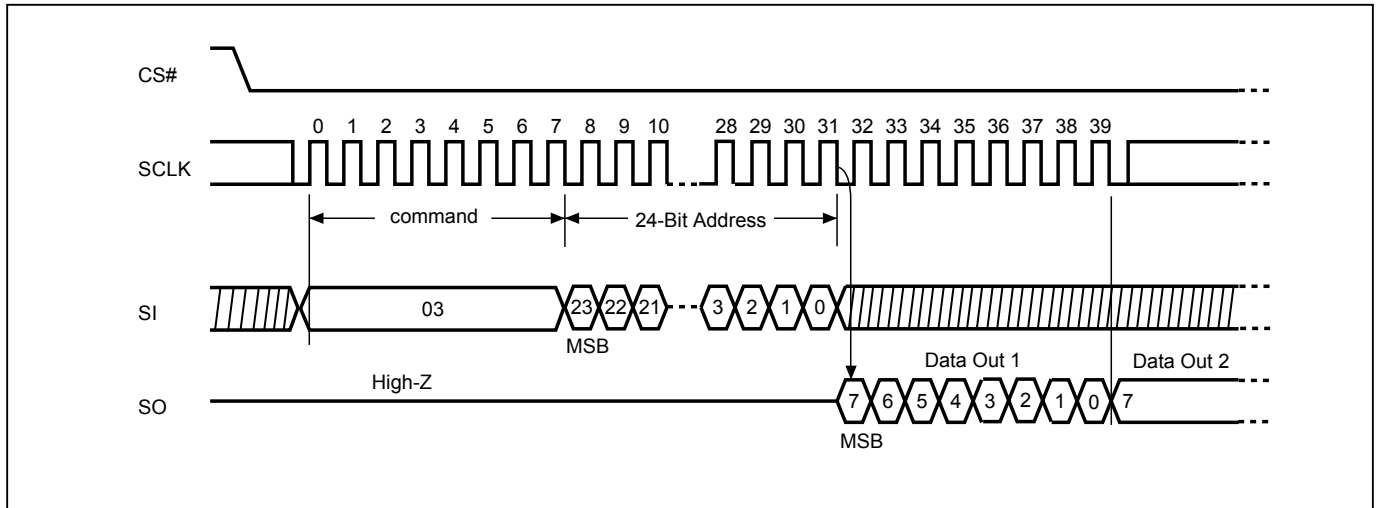 CS#
0 1 2 3 4 5 6 7 8 9 10 28 29 30 31 32 33 34 35 36 37 38 39
SCLK
command 24-Bit Address
SI 03 23 22 21 3 2 1 0
MSB
Data Out 1 Data Out 2
High-Z
SO 7 6 5 4 3 2 1 0 7
MSB